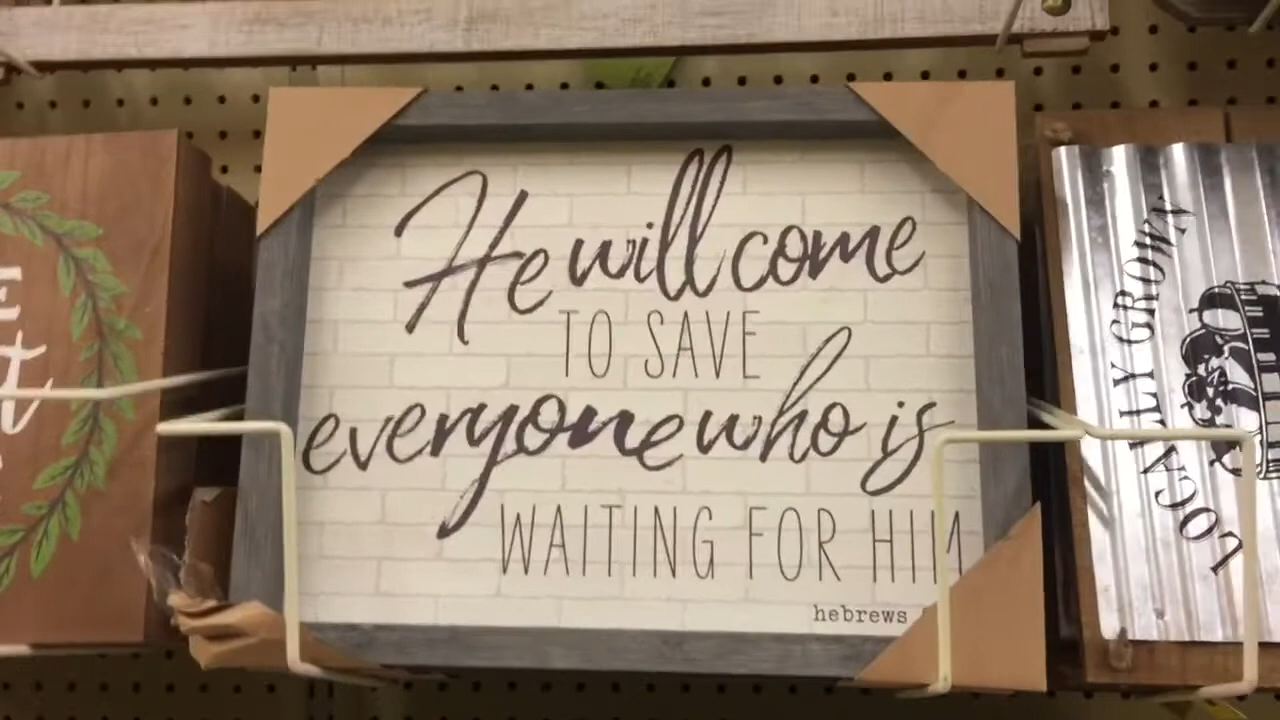 He will come
TO SAVE
everyone who is
WAITING FOR HIM
hebrews
LOCALLY GROWN